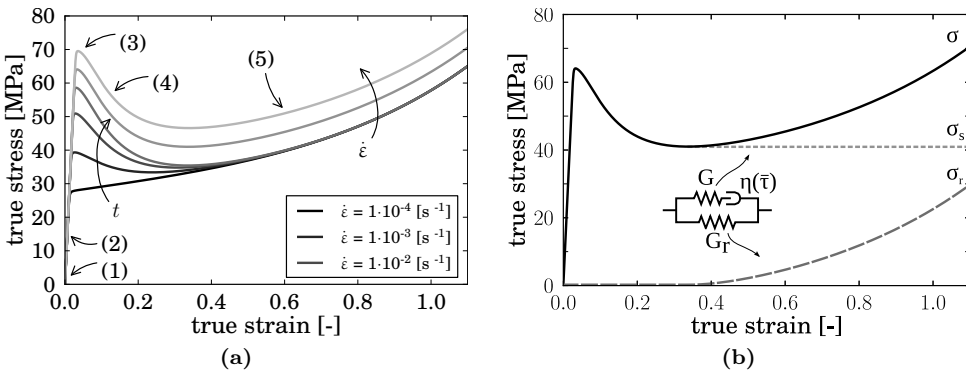 80
70
60
50
40
30
20
10
0
0.0 0.2 0.4 0.6 0.8 1.0
true stress [MPa]
true strain [-]
(3)
(4)
(5)
ε̇
t
(2)
(1)
ε̇ = 1·10⁻⁴ [s⁻¹]
ε̇ = 1·10⁻³ [s⁻¹]
ε̇ = 1·10⁻² [s⁻¹]
(a)
80
60
40
20
0
0.0 0.2 0.4 0.6 0.8 1.0
true stress [MPa]
true strain [-]
σ
σₛ
σᵣ
G
η(τ̄)
Gᵣ
(b)